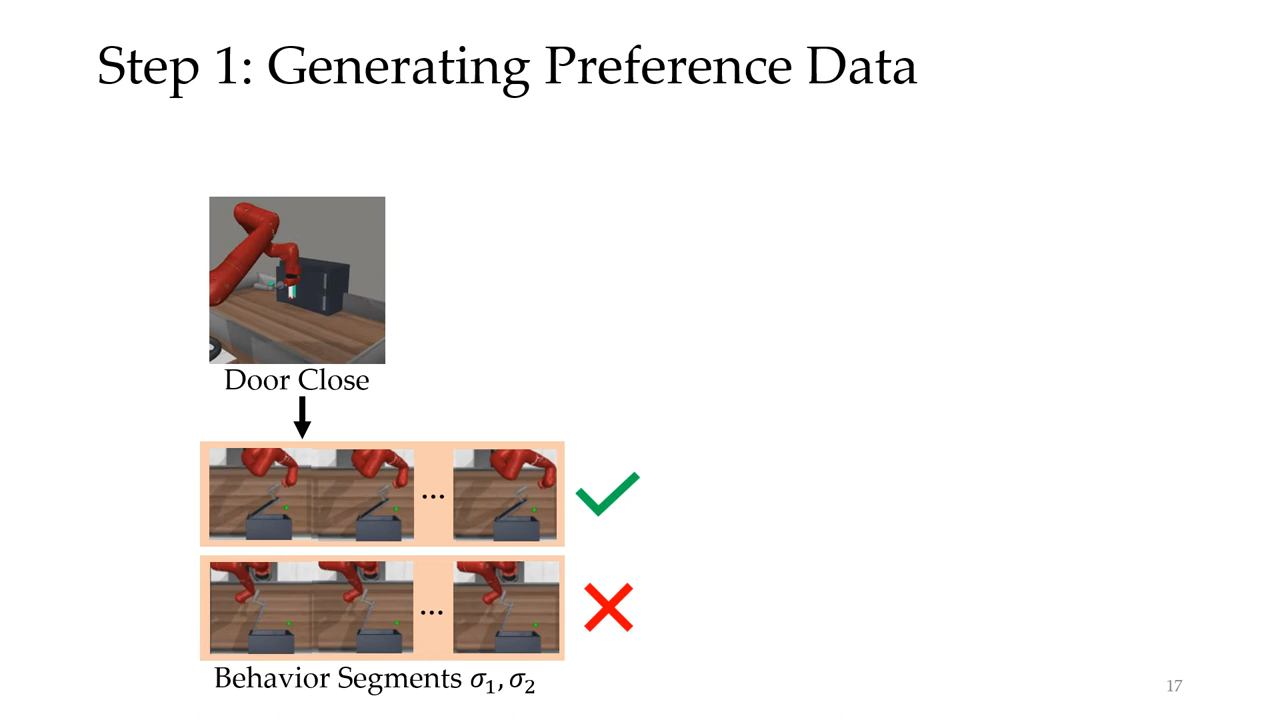 Step 1: Generating Preference Data
Door Close
...
...
Behavior Segments σ₁, σ₂
17